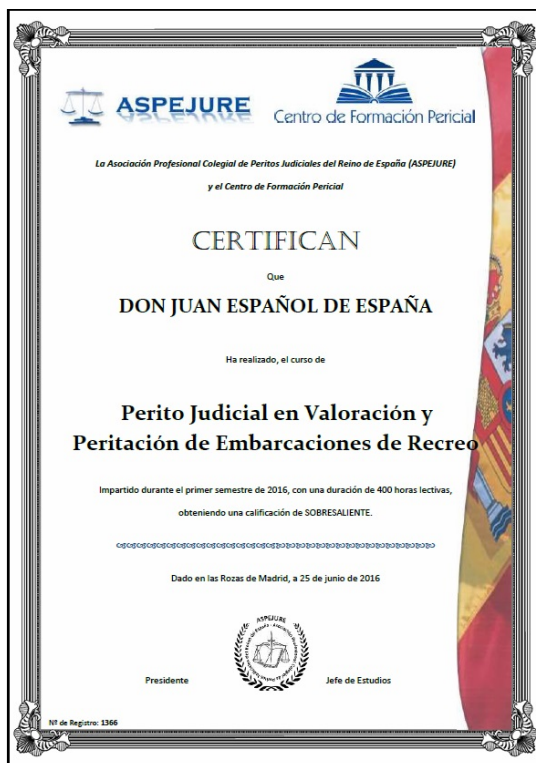 ASPEJURE
Centro de Formación Pericial
La Asociación Profesional Colegial de Peritos Judiciales del Reino de España (ASPEJURE)
y el Centro de Formación Pericial
CERTIFICAN
Que
DON JUAN ESPAÑOL DE ESPAÑA
Ha realizado, el curso de
Perito Judicial en Valoración y
Peritación de Embarcaciones de Recreo
Impartido durante el primer semestre de 2016, con una duración de 400 horas lectivas,
obteniendo una calificación de SOBRESALIENTE.
Dado en las Rozas de Madrid, a 25 de junio de 2016
ASPEJURE
Presidente
Jefe de Estudios
Nº de Registro: 1366